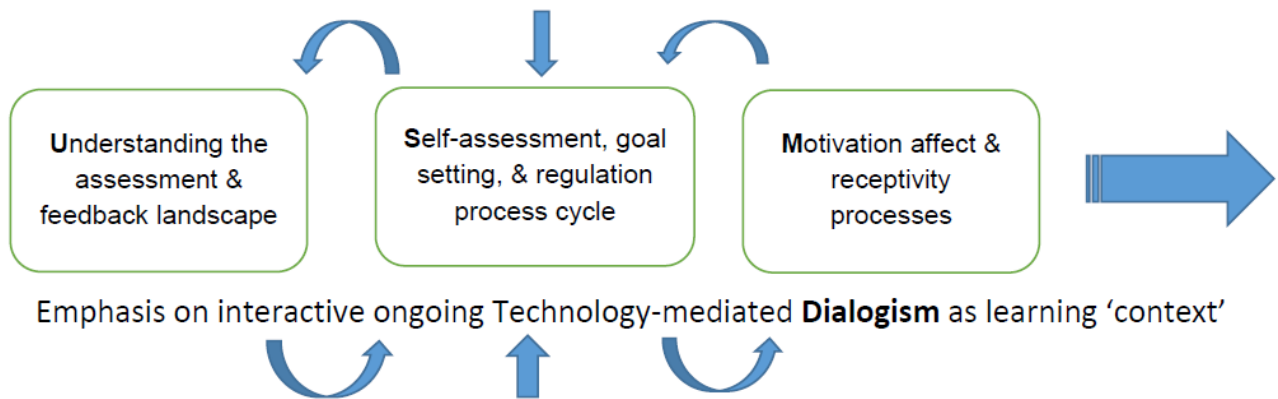 Understanding the
assessment &
feedback landscape
Self-assessment, goal
setting, & regulation
process cycle
Motivation affect &
receptivity
processes
Emphasis on interactive ongoing Technology-mediated Dialogism as learning ‘context’